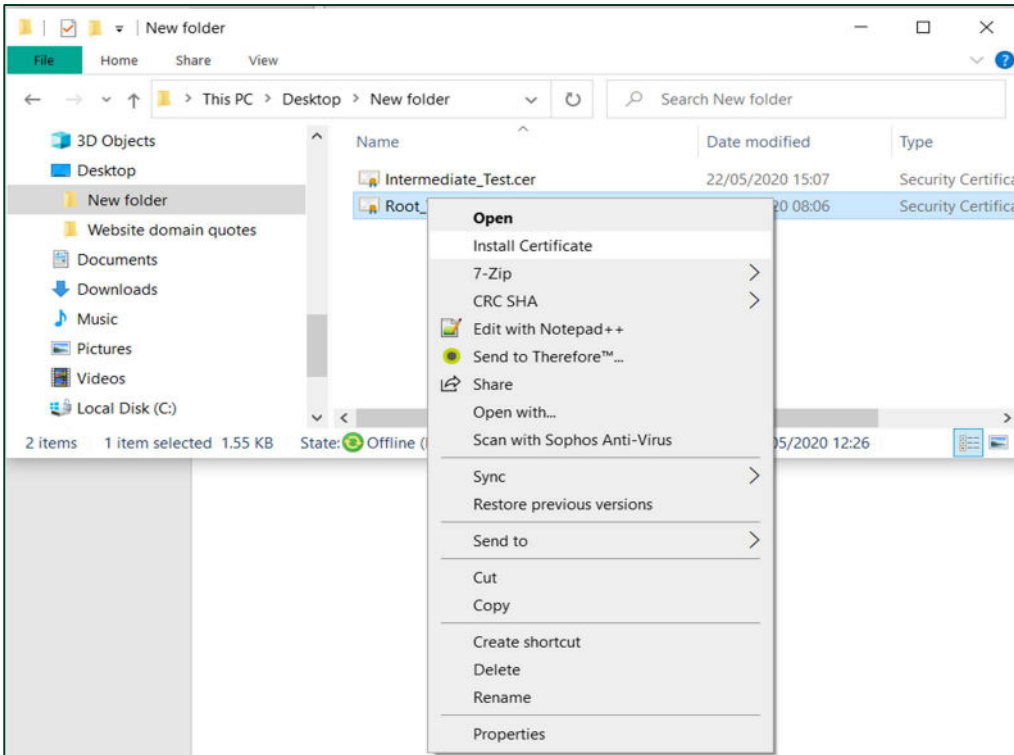 New folder
File Home Share View
This PC > Desktop > New folder Search New folder
3D Objects
Desktop
New folder
Website domain quotes
Documents
Downloads
Music
Pictures
Videos
Local Disk (C:)
Name Date modified Type
Intermediate_Test.cer 22/05/2020 15:07 Security Certifica
Root_ 20 08:06 Security Certifica
Open
Install Certificate
7-Zip
CRC SHA
Edit with Notepad++
Send to Therefore™...
Share
Open with...
Scan with Sophos Anti-Virus
Sync
Restore previous versions
Send to
Cut
Copy
Create shortcut
Delete
Rename
Properties
2 items 1 item selected 1.55 KB State: Offline ( 05/2020 12:26